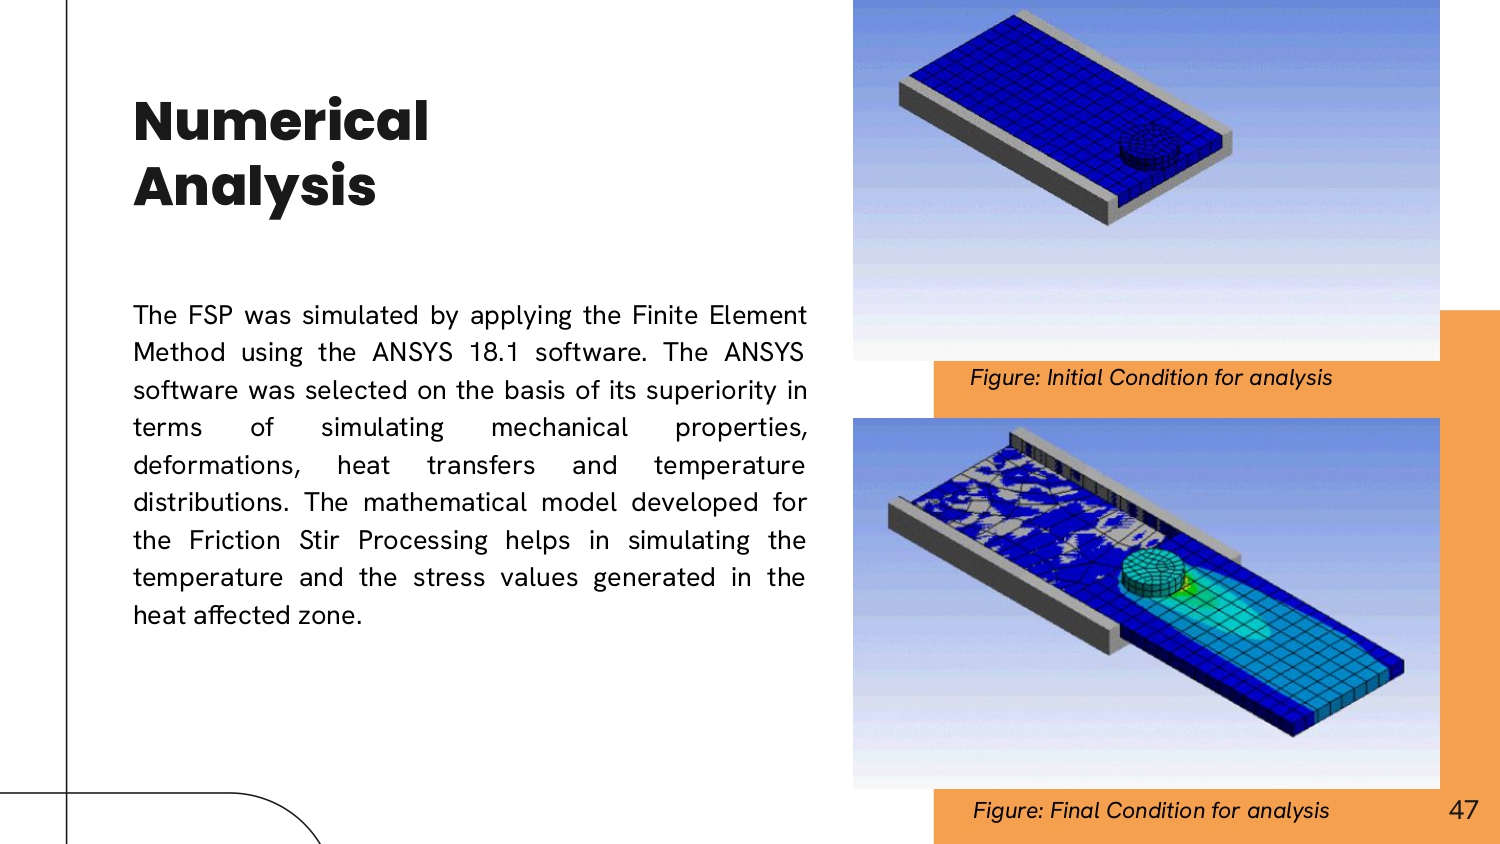 Numerical
Analysis
The FSP was simulated by applying the Finite Element
Method using the ANSYS 18.1 software. The ANSYS
software was selected on the basis of its superiority in
terms of simulating mechanical properties,
deformations, heat transfers and temperature
distributions. The mathematical model developed for
the Friction Stir Processing helps in simulating the
temperature and the stress values generated in the
heat affected zone.
Figure: Initial Condition for analysis
Figure: Final Condition for analysis
47